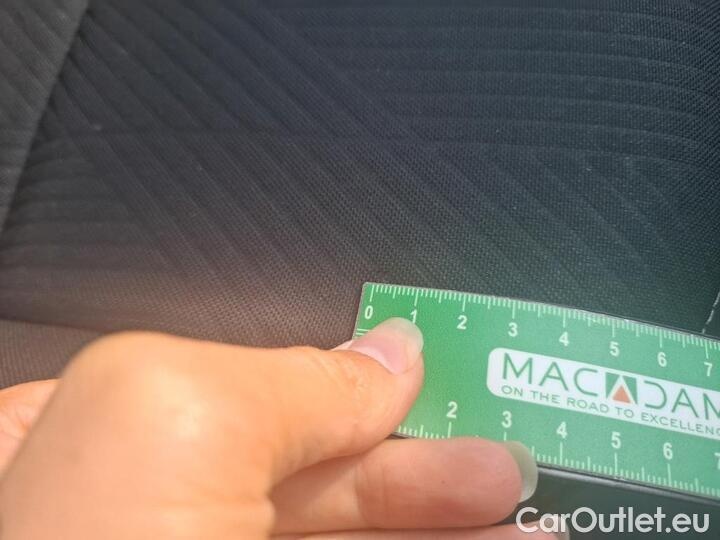 0 1 2 3 4 5 6 7
MACADAM
ON THE ROAD TO EXCELLENC
2 3 4 5 6 7
CarOutlet.eu